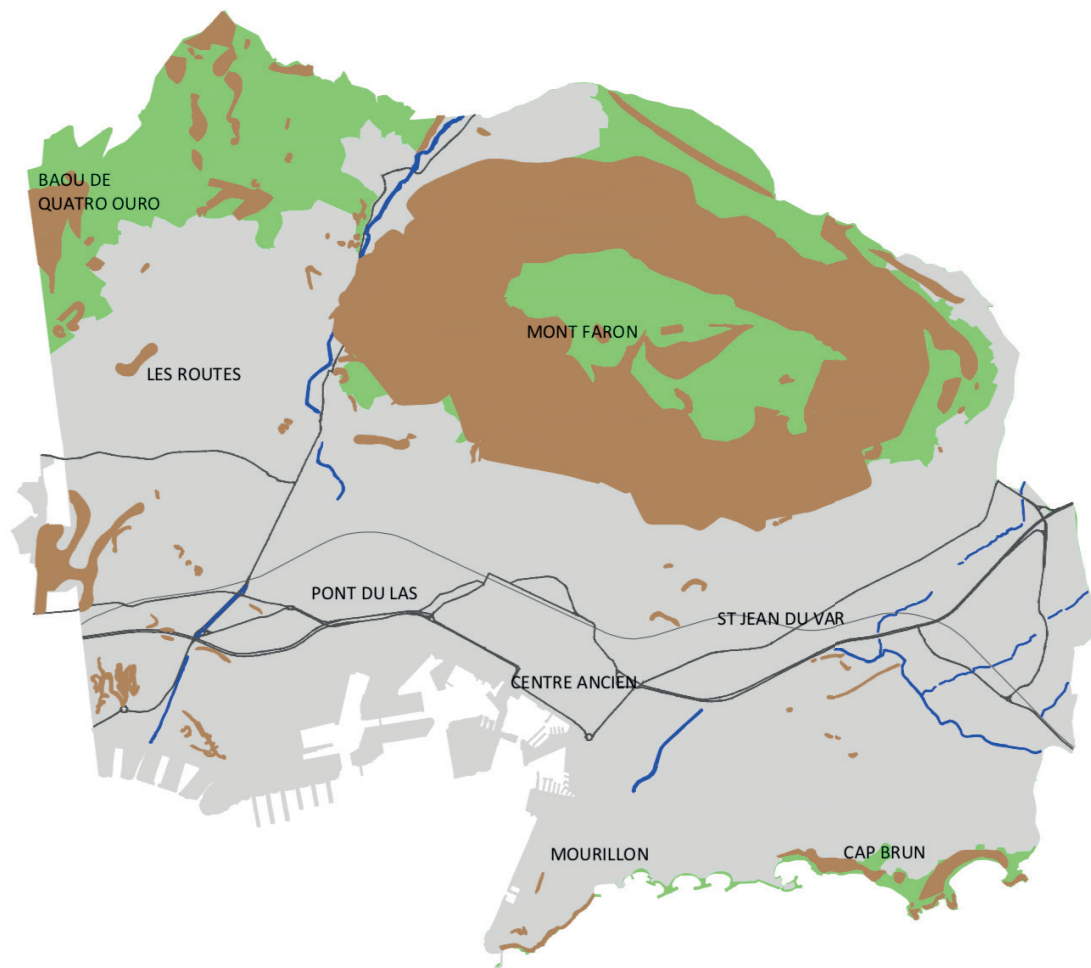 BAOU DE
QUATRO OURO
MONT FARON
LES ROUTES
PONT DU LAS
ST JEAN DU VAR
CENTRE ANCIEN
MOURILLON
CAP BRUN